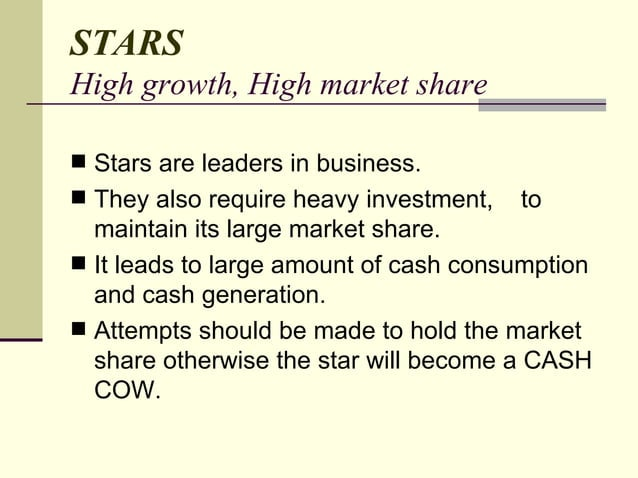 STARS
High growth, High market share
Stars are leaders in business.
They also require heavy investment, to
maintain its large market share.
It leads to large amount of cash consumption
and cash generation.
Attempts should be made to hold the market
share otherwise the star will become a CASH
COW.